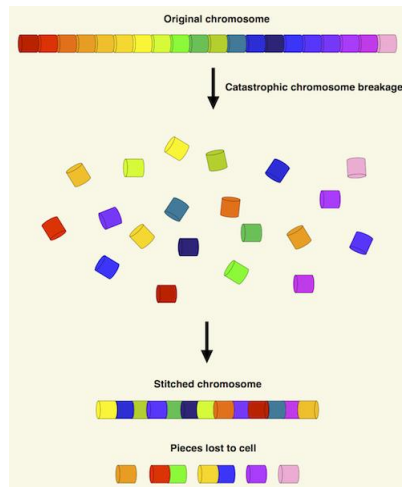 Original chromosome
Catastrophic chromosome breakage
Stitched chromosome
Pieces lost to cell